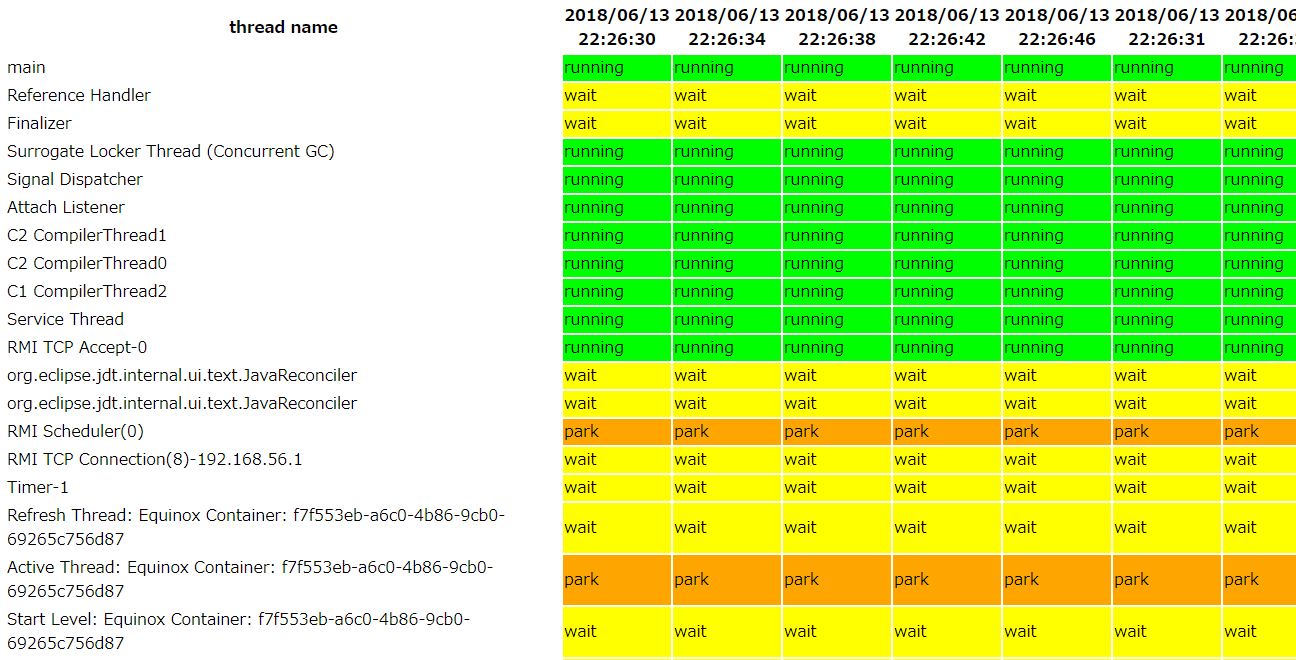 thread name 2018/06/13 2018/06/13 2018/06/13 2018/06/13 2018/06/13 2018/06/13
22:26:30 22:26:34 22:26:38 22:26:42 22:26:46 22:26:31
main running running running running running running running
Reference Handler wait wait wait wait wait wait wait
Finalizer wait wait wait wait wait wait wait
Surrogate Locker Thread (Concurrent GC) running running running running running running running
Signal Dispatcher running running running running running running running
Attach Listener running running running running running running running
C2 CompilerThread1 running running running running running running running
C2 CompilerThread0 running running running running running running running
C1 CompilerThread2 running running running running running running running
Service Thread running running running running running running running
RMI TCP Accept-0 running running running running running running running
org.eclipse.jdt.internal.ui.text.JavaReconciler wait wait wait wait wait wait wait
org.eclipse.jdt.internal.ui.text.JavaReconciler wait wait wait wait wait wait wait
RMI Scheduler(0) park park park park park park park
RMI TCP Connection(8)-192.168.56.1 wait wait wait wait wait wait wait
Timer-1 wait wait wait wait wait wait wait
Refresh Thread: Equinox Container: f7f553eb-a6c0-4b86-9cb0-
69265c756d87 wait wait wait wait wait wait wait
Active Thread: Equinox Container: f7f553eb-a6c0-4b86-9cb0-
69265c756d87 park park park park park park park
Start Level: Equinox Container: f7f553eb-a6c0-4b86-9cb0-
69265c756d87 wait wait wait wait wait wait wait